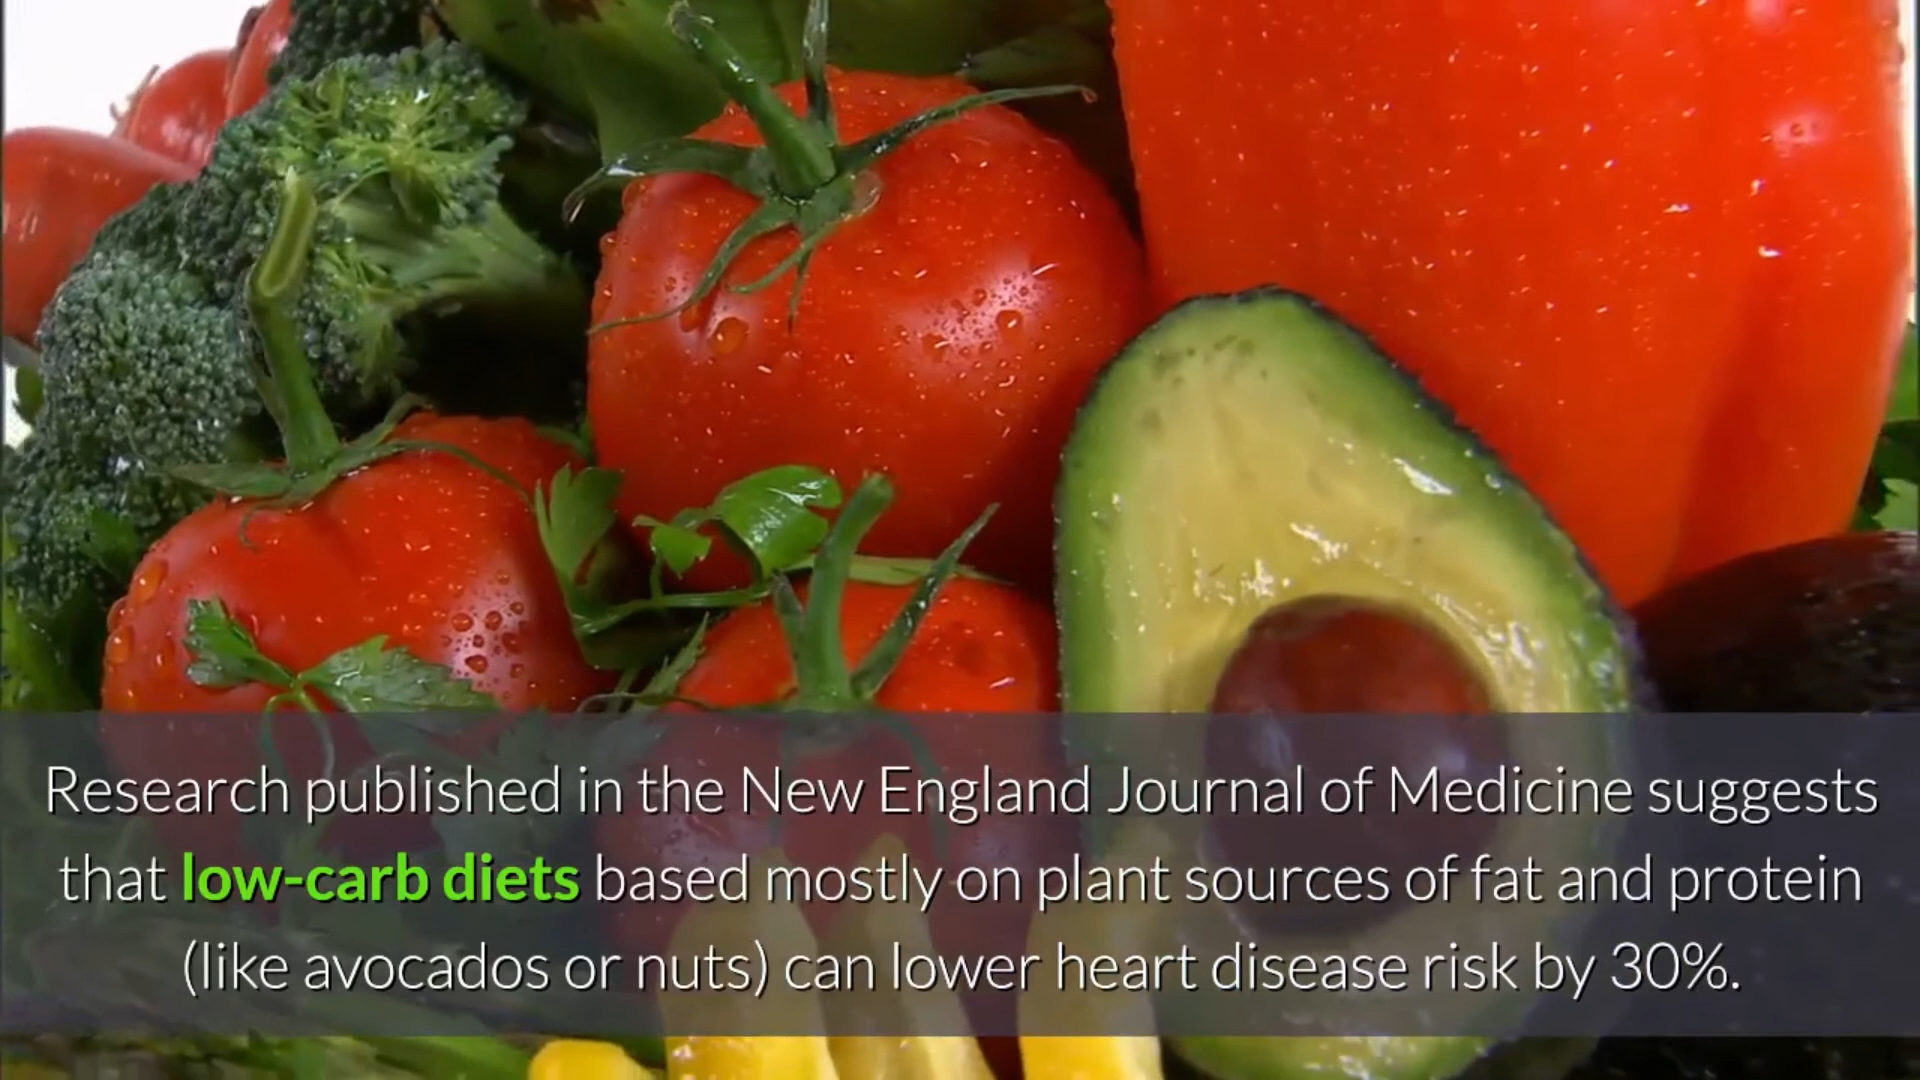 Research published in the New England Journal of Medicine suggests
that low-carb diets based mostly on plant sources of fat and protein
(like avocados or nuts) can lower heart disease risk by 30%.